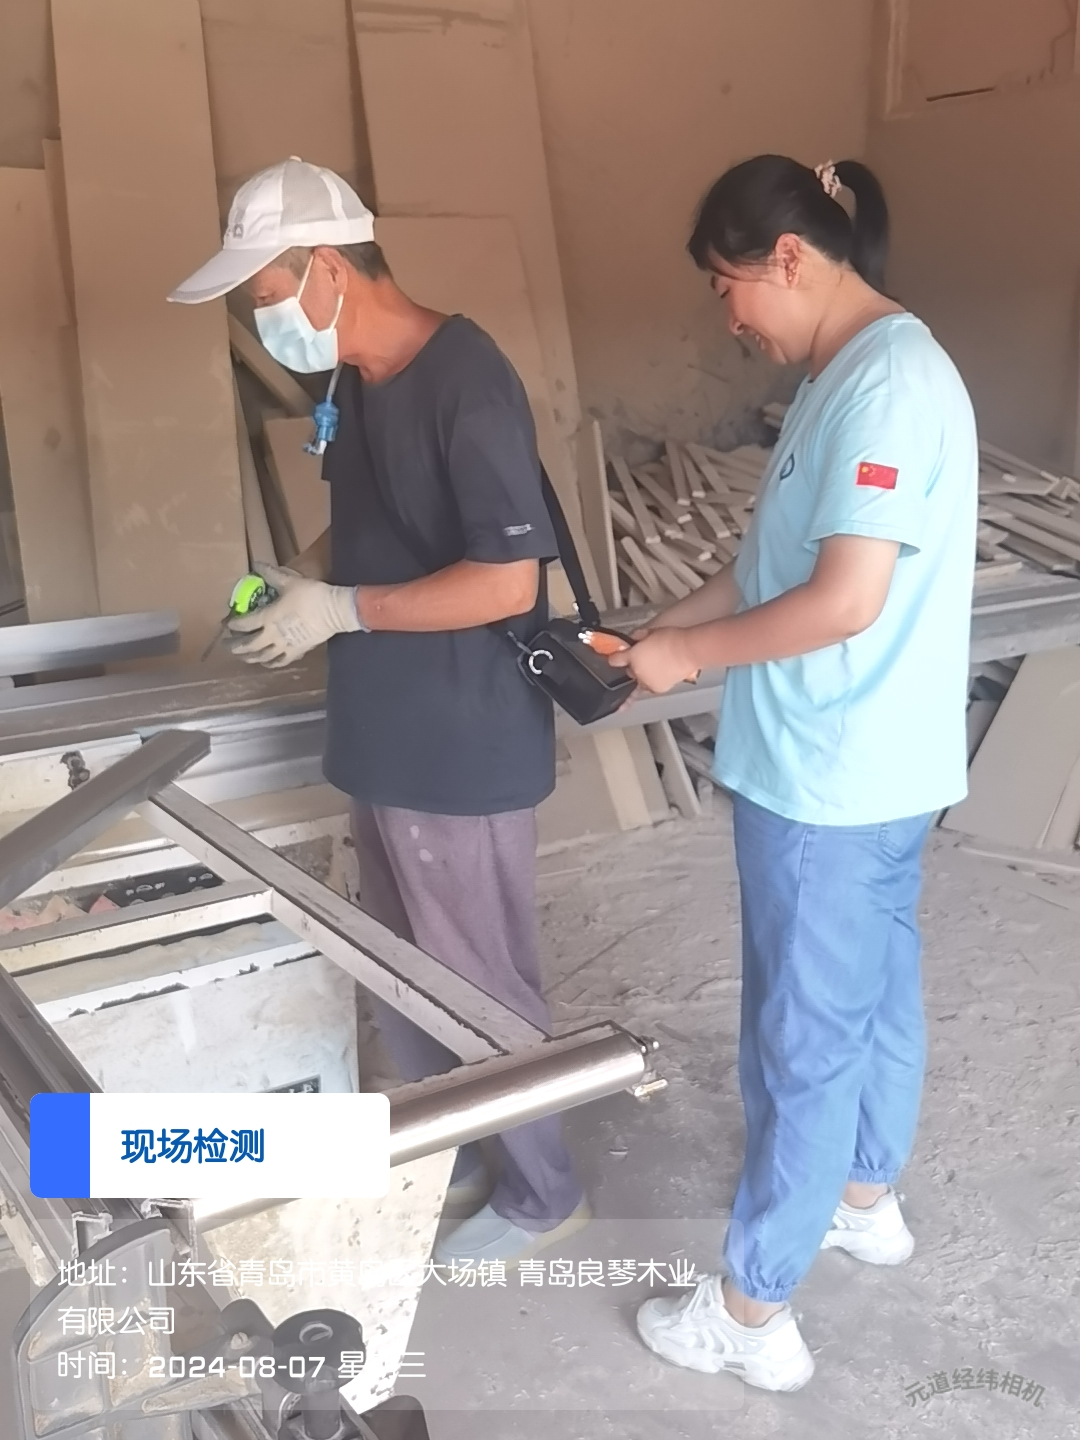 现场检测
地址：山东省青岛市黄岛区大场镇 青岛良琴木业
有限公司
时间：2024-08-07 星期三
元道经纬相机